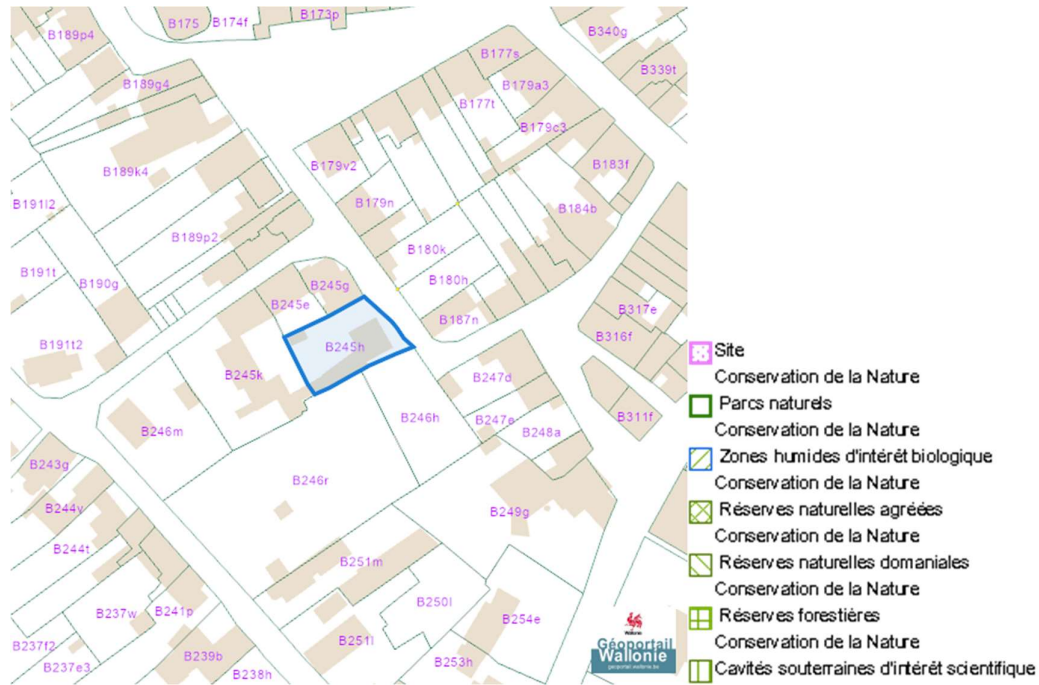 B175
B174f
B173p
B340g
B189p4
B177s
B339t
B189g4
B179a3
B177t
B179c3
B183f
B179v2
B189k4
B191l2
B179n
B184b
B189p2
B180k
B191t
B180h
B190g
B245g
B245e
B317e
B187n
B316f
B191t2
B245h
B245k
B247d
B246h
B247e
B311f
B246m
B248a
B243g
B246r
B244v
B249g
B244t
B251m
B250l
B237w
B241p
B254e
B237f2
B251l
B239b
B253h
B237e3
B238h
Wallonie
Géoportail
Wallonie
geoportail.wallonie.be
Site
Conservation de la Nature
Parcs naturels
Conservation de la Nature
Zones humides d'intérêt biologique
Conservation de la Nature
Réserves naturelles agréées
Conservation de la Nature
Réserves naturelles domaniales
Conservation de la Nature
Réserves forestières
Conservation de la Nature
Cavités souterraines d'intérêt scientifique